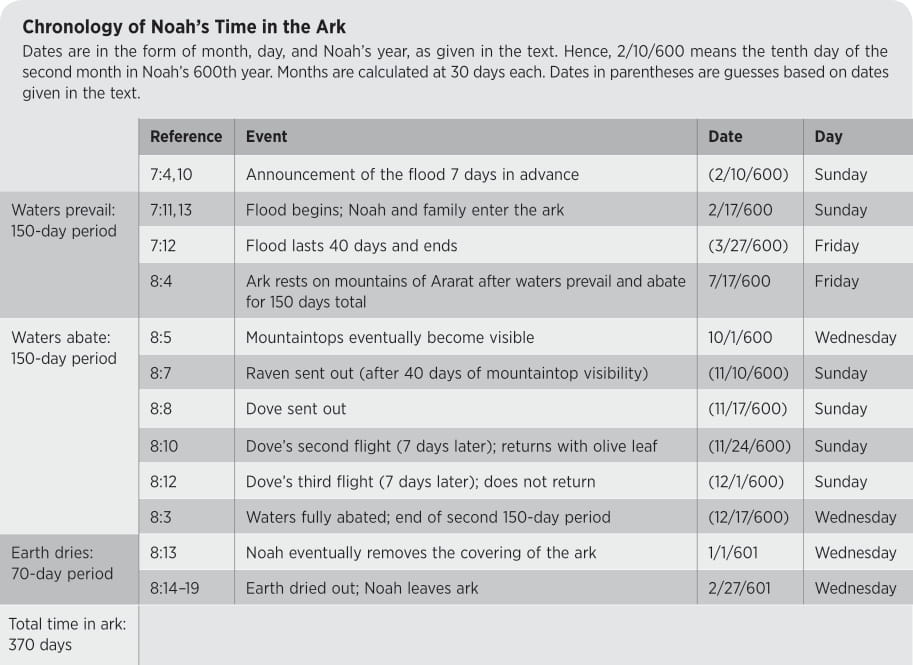 Chronology of Noah’s Time in the Ark
Dates are in the form of month, day, and Noah’s year, as given in the text. Hence, 2/10/600 means the tenth day of the
second month in Noah’s 600th year. Months are calculated at 30 days each. Dates in parentheses are guesses based on dates
given in the text.
Reference Event Date Day
7:4,10 Announcement of the flood 7 days in advance (2/10/600) Sunday
Waters prevail:
150-day period
7:11,13 Flood begins; Noah and family enter the ark 2/17/600 Sunday
7:12 Flood lasts 40 days and ends (3/27/600) Friday
8:4 Ark rests on mountains of Ararat after waters prevail and abate 7/17/600 Friday
for 150 days total
Waters abate:
150-day period
8:5 Mountaintops eventually become visible 10/1/600 Wednesday
8:7 Raven sent out (after 40 days of mountaintop visibility) (11/10/600) Sunday
8:8 Dove sent out (11/17/600) Sunday
8:10 Dove’s second flight (7 days later); returns with olive leaf (11/24/600) Sunday
8:12 Dove’s third flight (7 days later); does not return (12/1/600) Sunday
8:3 Waters fully abated; end of second 150-day period (12/17/600) Wednesday
Earth dries:
70-day period
8:13 Noah eventually removes the covering of the ark 1/1/601 Wednesday
8:14–19 Earth dried out; Noah leaves ark 2/27/601 Wednesday
Total time in ark:
370 days